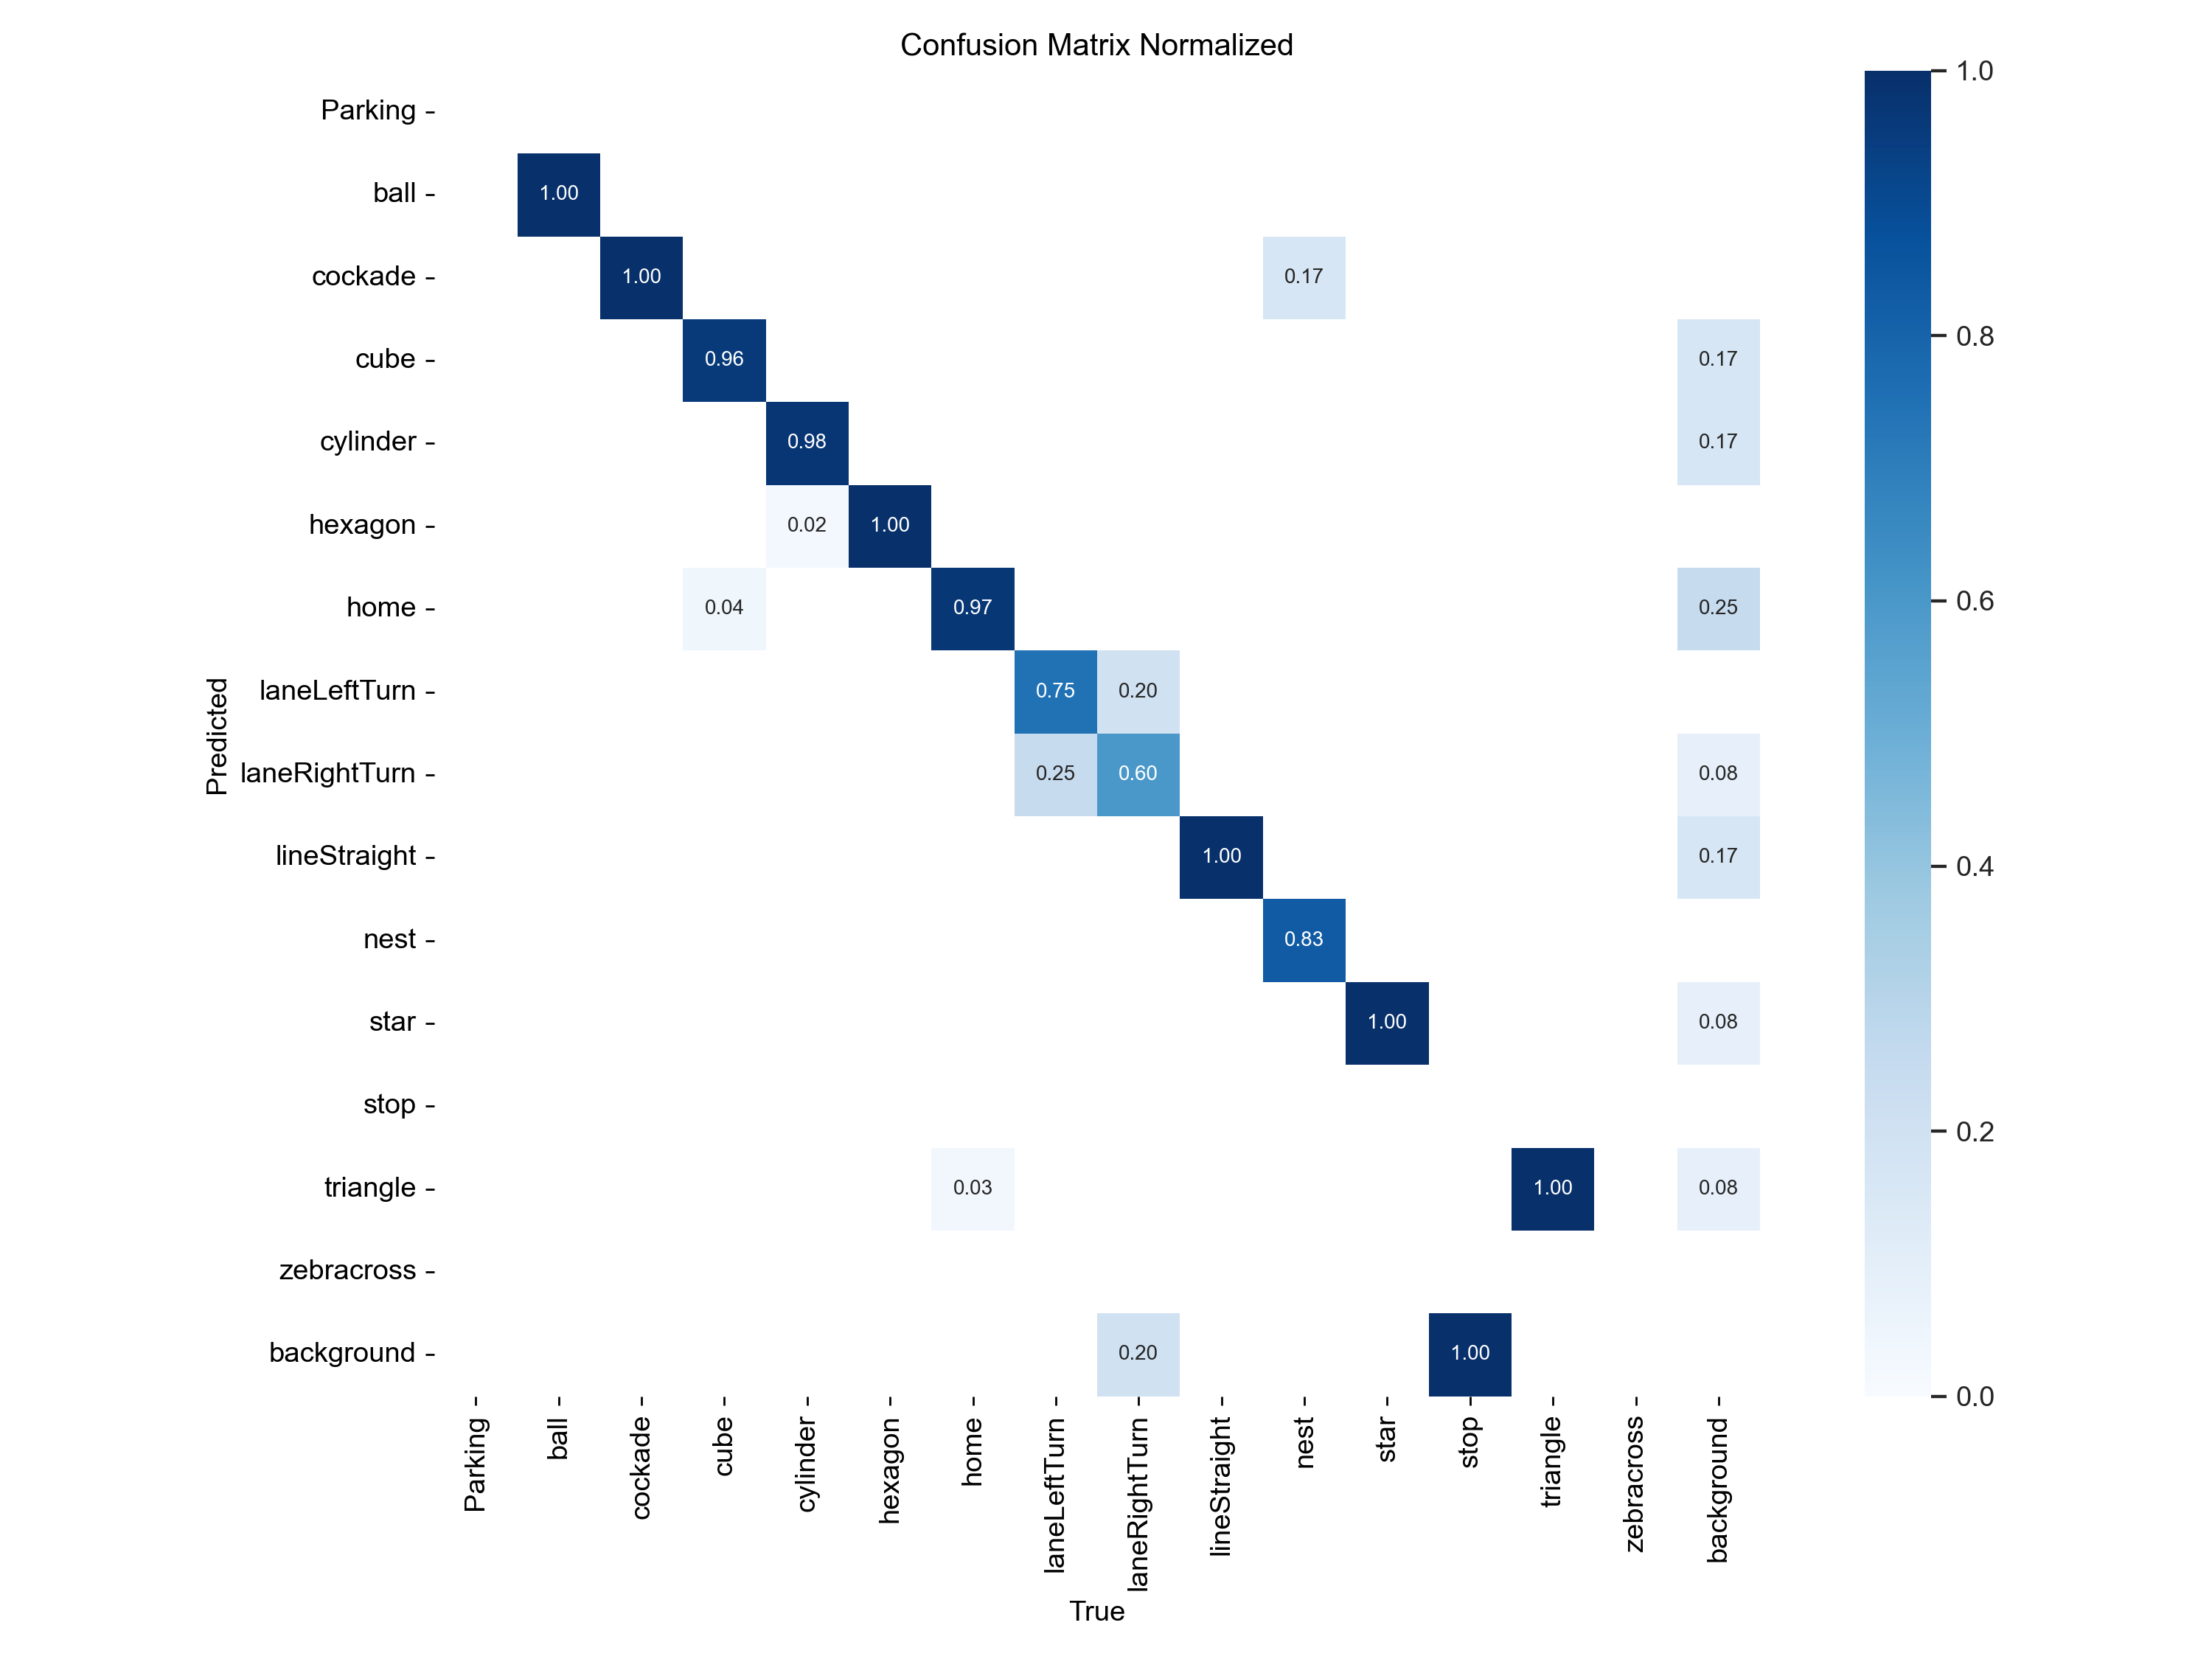 Confusion Matrix Normalized
Parking
ball 1.00
cockade 1.00 0.17
cube 0.96 0.17
cylinder 0.98 0.17
hexagon 0.02 1.00
home 0.04 0.97 0.25
laneLeftTurn 0.75 0.20
laneRightTurn 0.25 0.60 0.08
lineStraight 1.00 0.17
nest 0.83
star 1.00 0.08
stop
triangle 0.03 1.00 0.08
zebracross
background 0.20 1.00
Predicted
Parking ball cockade cube cylinder hexagon home laneLeftTurn laneRightTurn lineStraight nest star stop triangle zebracross background
True
1.0
0.8
0.6
0.4
0.2
0.0